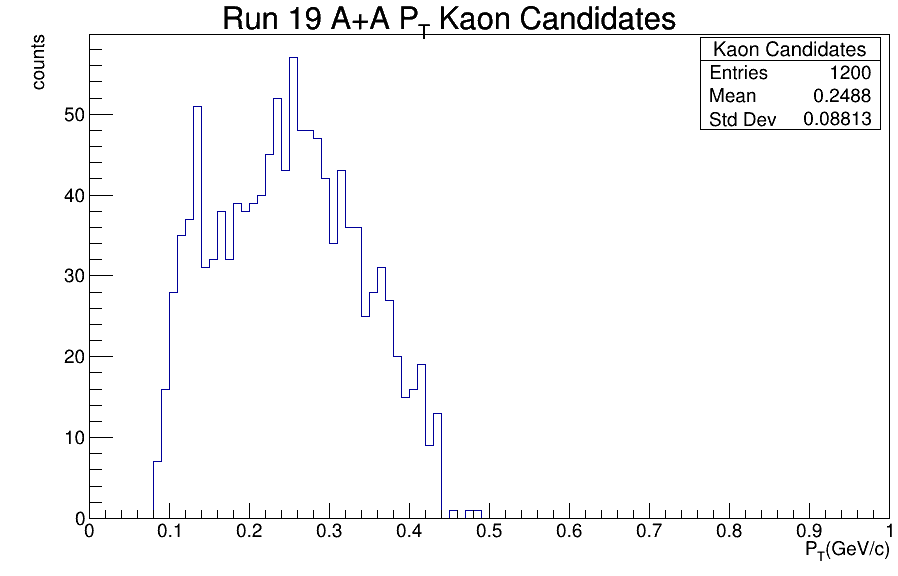 Run 19 A+A P_T Kaon Candidates
counts
Kaon Candidates
Entries 1200
Mean 0.2488
Std Dev 0.08813
50
40
30
20
10
0
0 0.1 0.2 0.3 0.4 0.5 0.6 0.7 0.8 0.9 1
P_T(GeV/c)